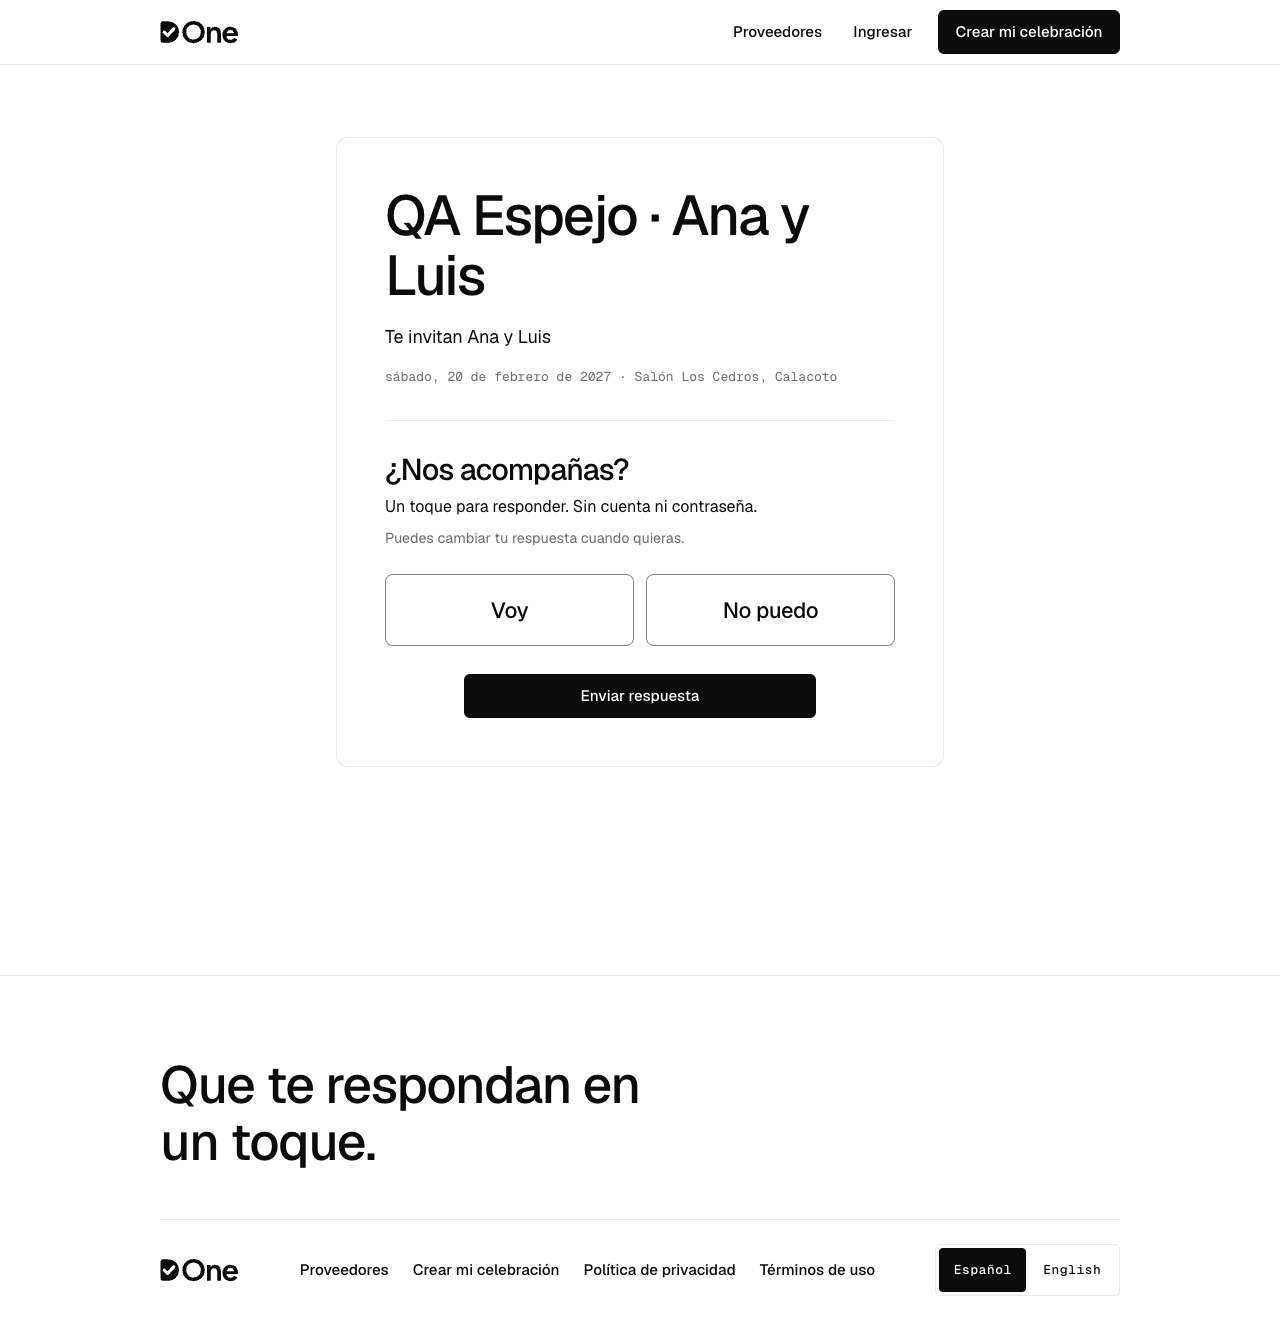 One
Proveedores
Ingresar
Crear mi celebración
QA Espejo · Ana y
Luis
Te invitan Ana y Luis
sábado, 20 de febrero de 2027 · Salón Los Cedros, Calacoto
¿Nos acompañas?
Un toque para responder. Sin cuenta ni contraseña.
Puedes cambiar tu respuesta cuando quieras.
Voy
No puedo
Enviar respuesta
Que te respondan en
un toque.
One
Proveedores
Crear mi celebración
Política de privacidad
Términos de uso
Español
English